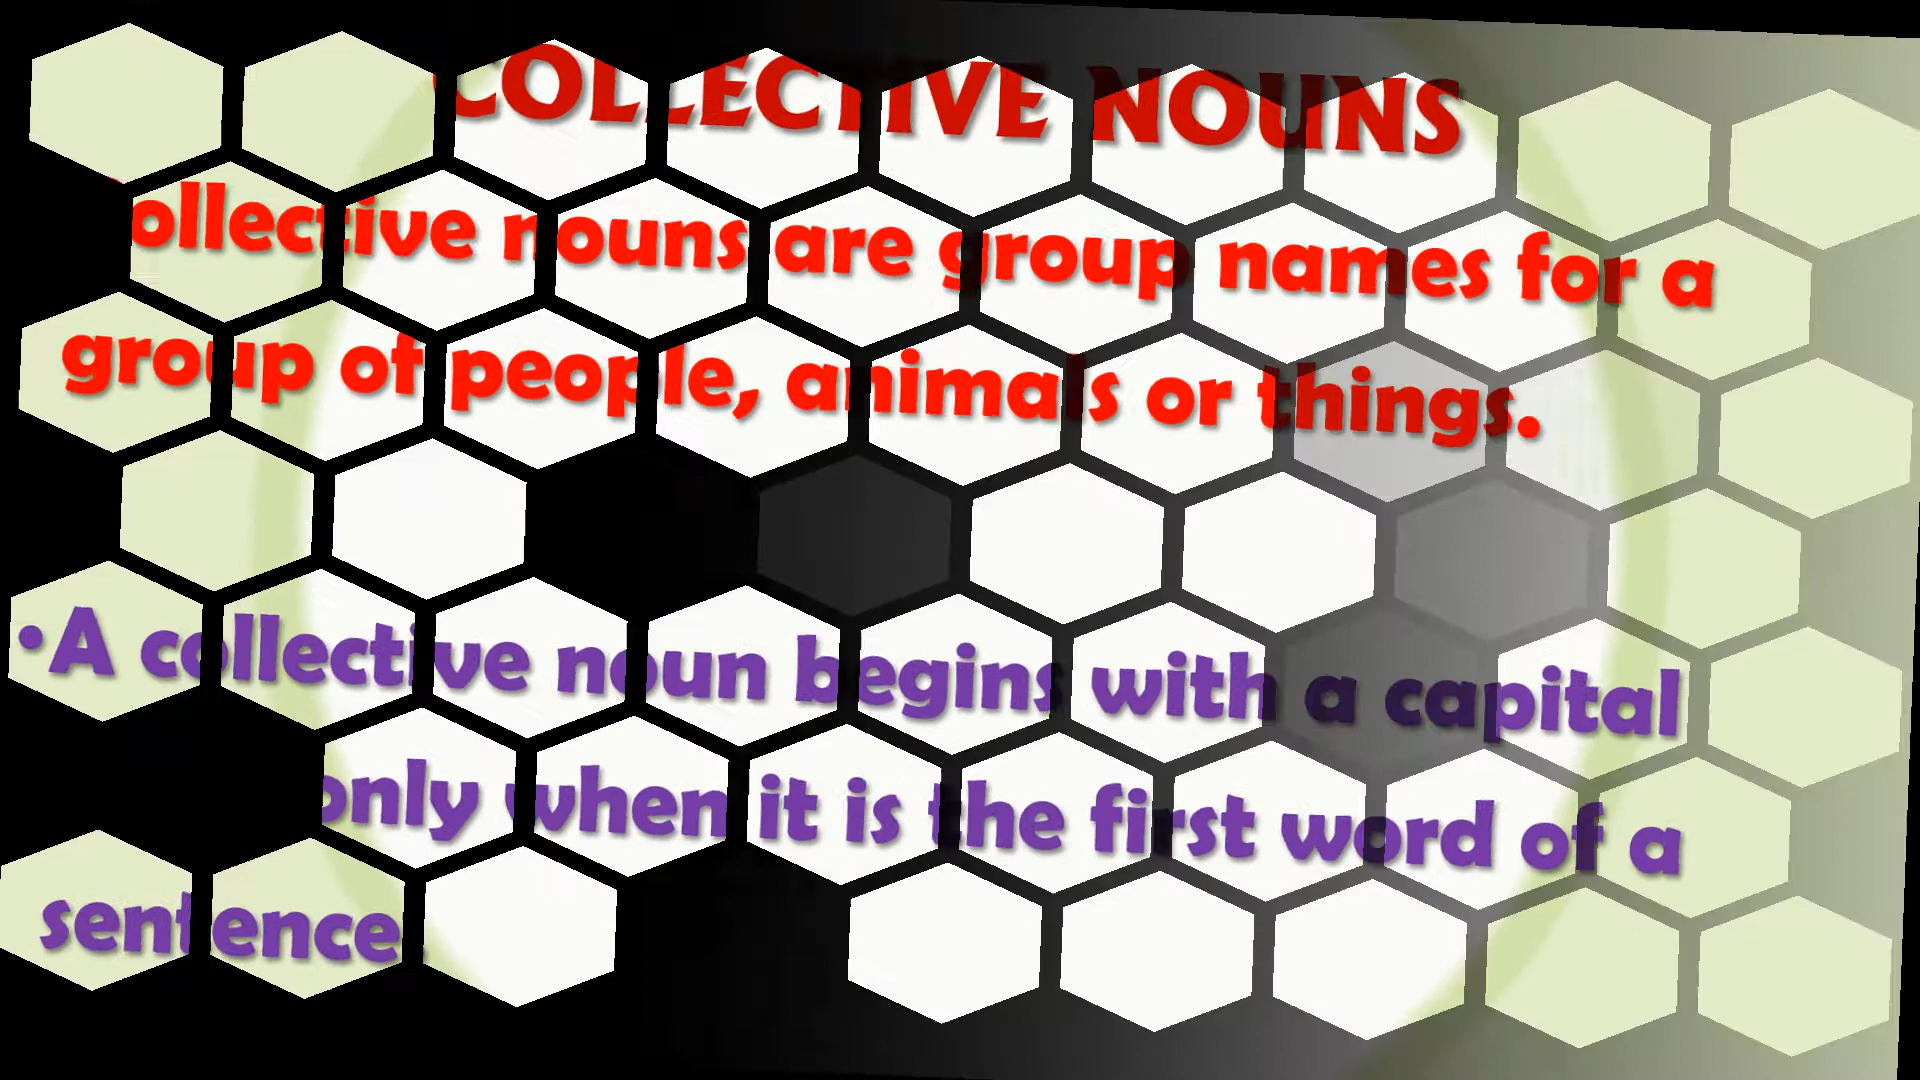 COLLECTIVE NOUNS
ollective nouns are group names for a
group of people, animals or things.
•A collective noun begins with a capital
only when it is the first word of a
sentence